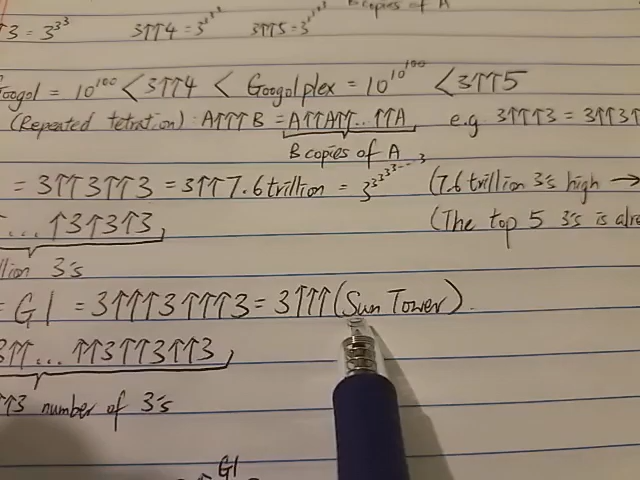 B copies of A
↑3 = 3^3^3 3↑↑4 = 3^3^3^3 3↑↑5 = 3^3^3^3^3
Googol = 10^100 < 3↑↑4 < Googolplex = 10^10^100 < 3↑↑5
(Repeated tetration) A↑↑↑B = A↑↑A↑↑...↑↑A, e.g 3↑↑↑3 = 3↑↑3↑
B copies of A
= 3↑↑3↑↑3 = 3↑↑7.6 trillion = 3^3^3^3^3...3 (7.6 trillion 3's high →
... ↑3↑3↑3, (The top 5 3's is alre
llion 3's
= G1 = 3↑↑↑3↑↑↑3 = 3↑↑↑(Sun Tower).
3↑↑...↑↑3↑↑3↑↑3,
↑↑3 number of 3's
G1